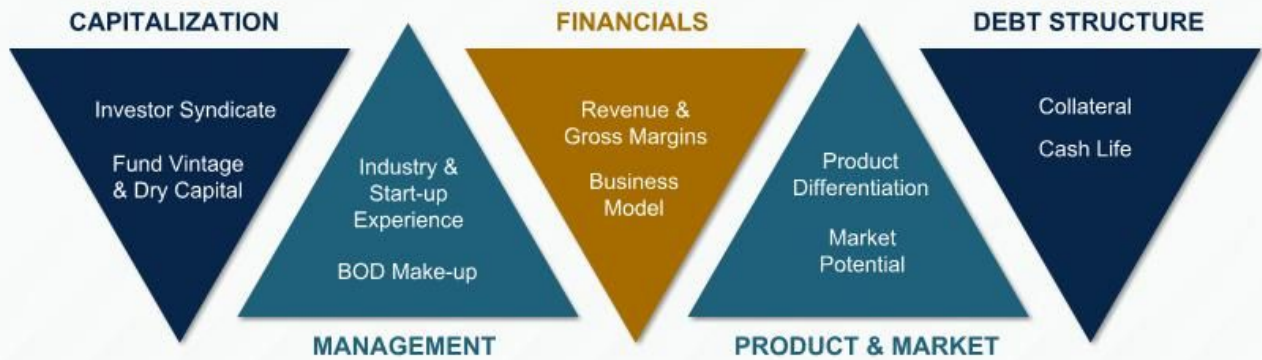 CAPITALIZATION
Investor Syndicate
Fund Vintage
& Dry Capital
Industry &
Start-up
Experience
BOD Make-up
MANAGEMENT
FINANCIALS
Revenue &
Gross Margins
Business
Model
Product
Differentiation
Market
Potential
PRODUCT & MARKET
DEBT STRUCTURE
Collateral
Cash Life